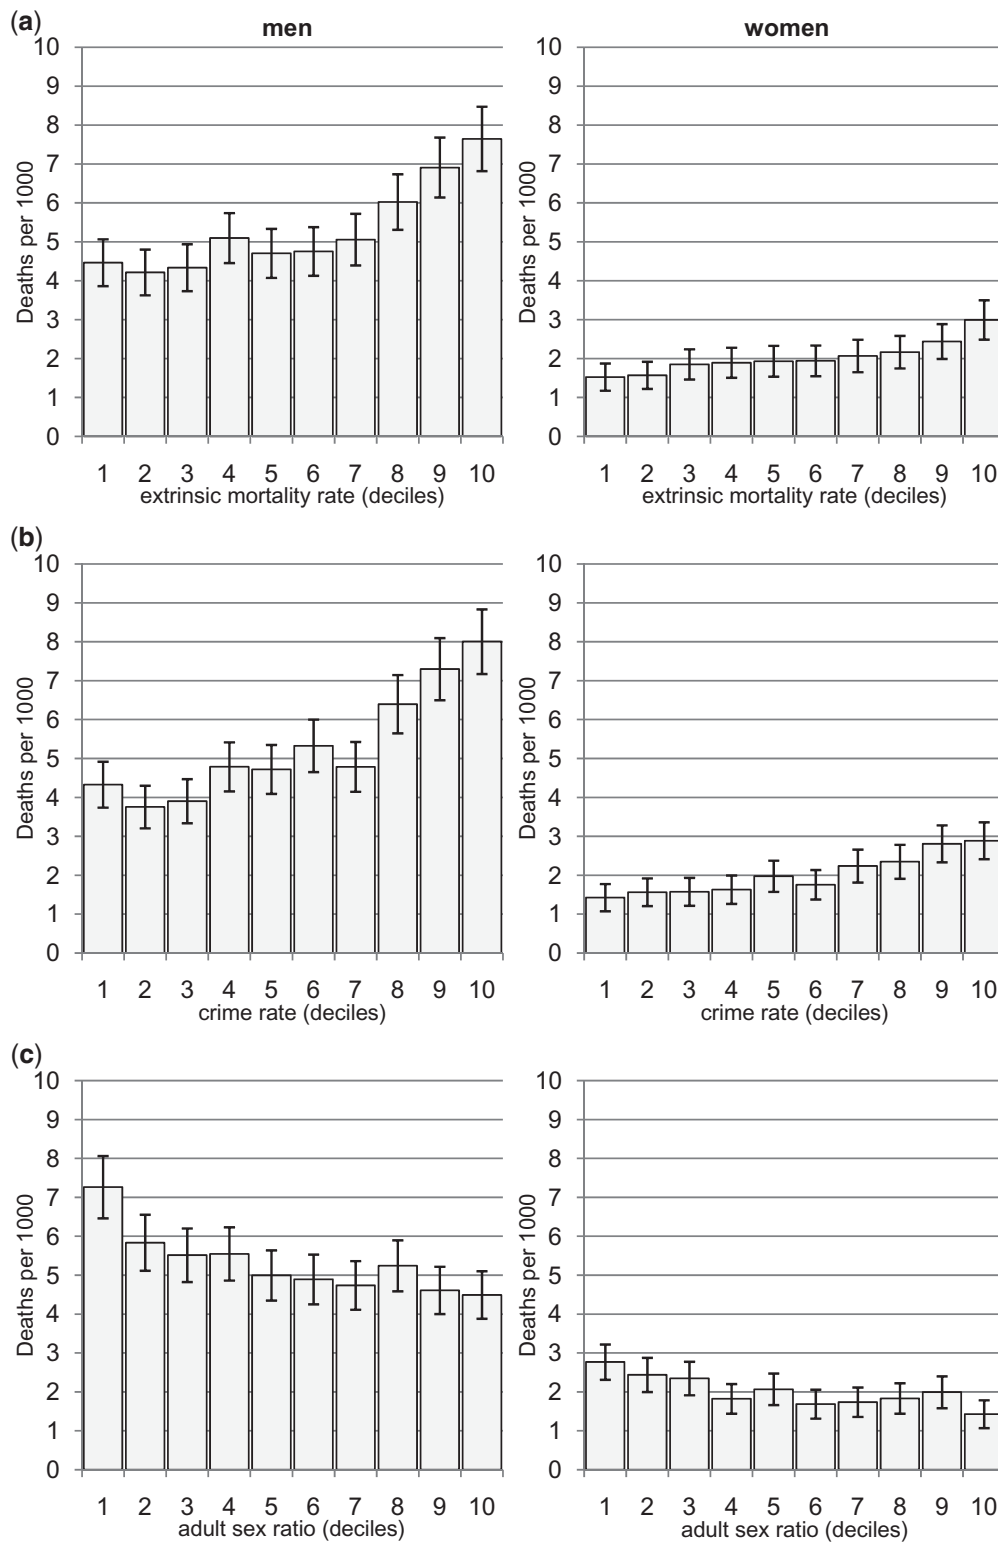 (a)
men
women
10
9
8
7
6
5
4
3
2
1
0
Deaths per 1000
1 2 3 4 5 6 7 8 9 10
extrinsic mortality rate (deciles)
10
9
8
7
6
5
4
3
2
1
0
Deaths per 1000
1 2 3 4 5 6 7 8 9 10
extrinsic mortality rate (deciles)
(b)
10
9
8
7
6
5
4
3
2
1
0
Deaths per 1000
1 2 3 4 5 6 7 8 9 10
crime rate (deciles)
10
9
8
7
6
5
4
3
2
1
0
Deaths per 1000
1 2 3 4 5 6 7 8 9 10
crime rate (deciles)
(c)
10
9
8
7
6
5
4
3
2
1
0
Deaths per 1000
1 2 3 4 5 6 7 8 9 10
adult sex ratio (deciles)
10
9
8
7
6
5
4
3
2
1
0
Deaths per 1000
1 2 3 4 5 6 7 8 9 10
adult sex ratio (deciles)